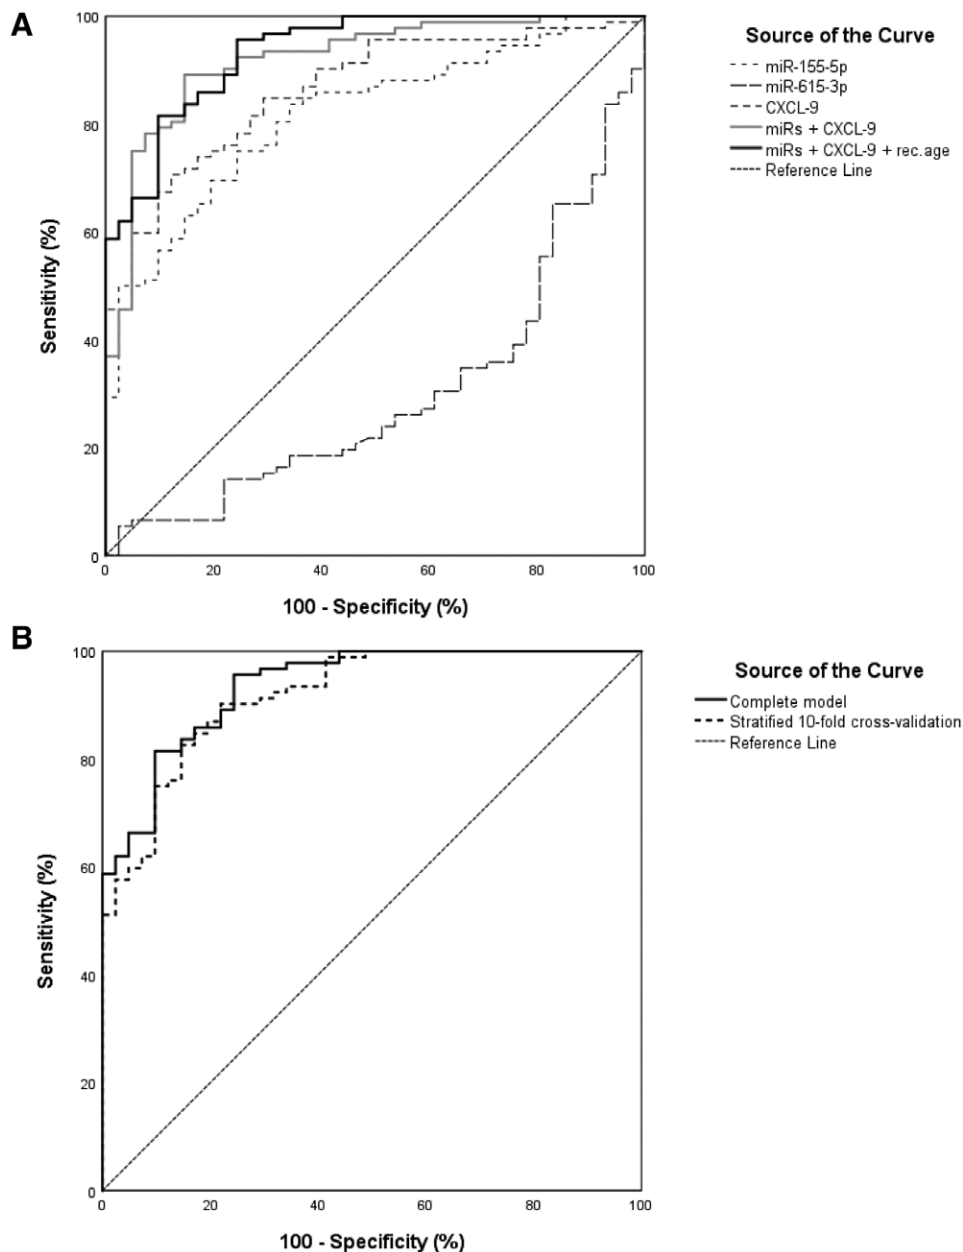 A
Source of the Curve
miR-155-5p
miR-615-3p
CXCL-9
miRs + CXCL-9
miRs + CXCL-9 + rec.age
Reference Line
Sensitivity (%)
100
80
60
40
20
0
0 20 40 60 80 100
100 - Specificity (%)
B
Source of the Curve
Complete model
Stratified 10-fold cross-validation
Reference Line
Sensitivity (%)
100
80
60
40
20
0
0 20 40 60 80 100
100 - Specificity (%)